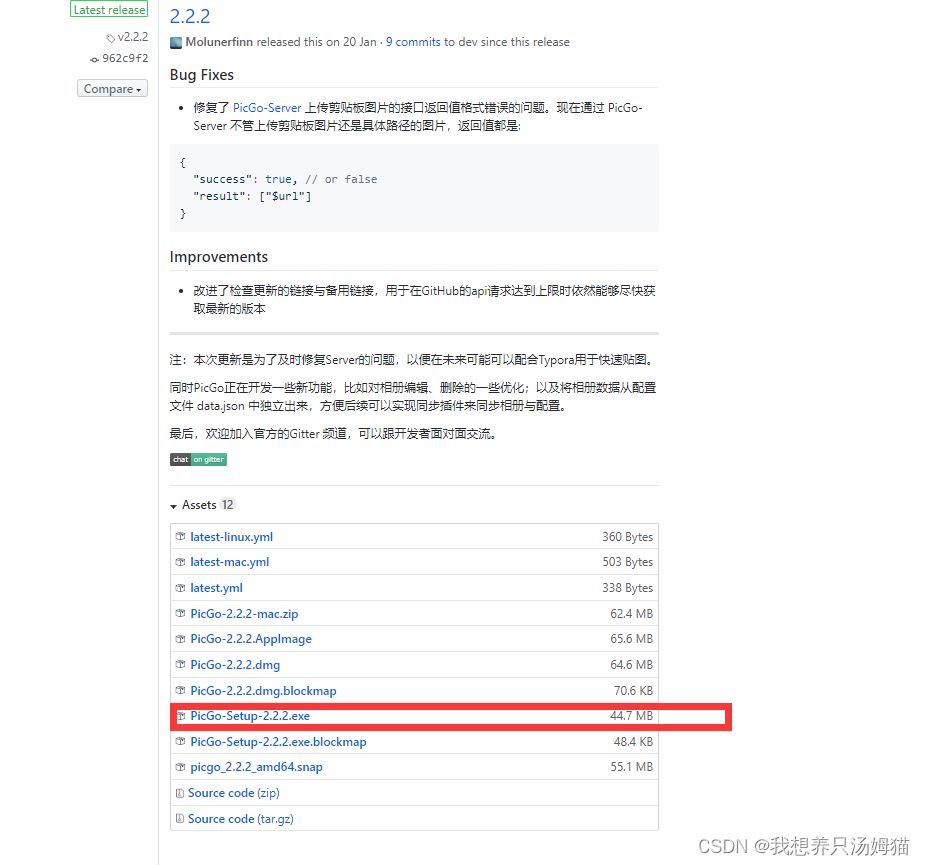 Latest release
v2.2.2
962c9f2
Compare
2.2.2
Molunerfinn released this on 20 Jan · 9 commits to dev since this release
Bug Fixes
修复了 PicGo-Server 上传剪贴板图片的接口返回值格式错误的问题。现在通过 PicGo-
Server 不管上传剪贴板图片还是具体路径的图片，返回值都是:
{
"success": true, // or false
"result": ["$url"]
}
Improvements
改进了检查更新的链接与备用链接，用于在GitHub的api请求达到上限时依然能够尽快获
取最新的版本
注：本次更新是为了及时修复Server的问题，以便在未来可能可以配合Typora用于快速贴图。
同时PicGo正在开发一些新功能，比如对相册编辑、删除的一些优化；以及将相册数据从配置
文件 data.json 中独立出来，方便后续可以实现同步插件来同步相册与配置。
最后，欢迎加入官方的Gitter 频道，可以跟开发者面对面交流。
chat on gitter
Assets 12
latest-linux.yml 360 Bytes
latest-mac.yml 503 Bytes
latest.yml 338 Bytes
PicGo-2.2.2-mac.zip 62.4 MB
PicGo-2.2.2.AppImage 65.6 MB
PicGo-2.2.2.dmg 64.6 MB
PicGo-2.2.2.dmg.blockmap 70.6 KB
PicGo-Setup-2.2.2.exe 44.7 MB
PicGo-Setup-2.2.2.exe.blockmap 48.4 KB
picgo_2.2.2_amd64.snap 55.1 MB
Source code (zip)
Source code (tar.gz)
CSDN @我想养只汤姆猫